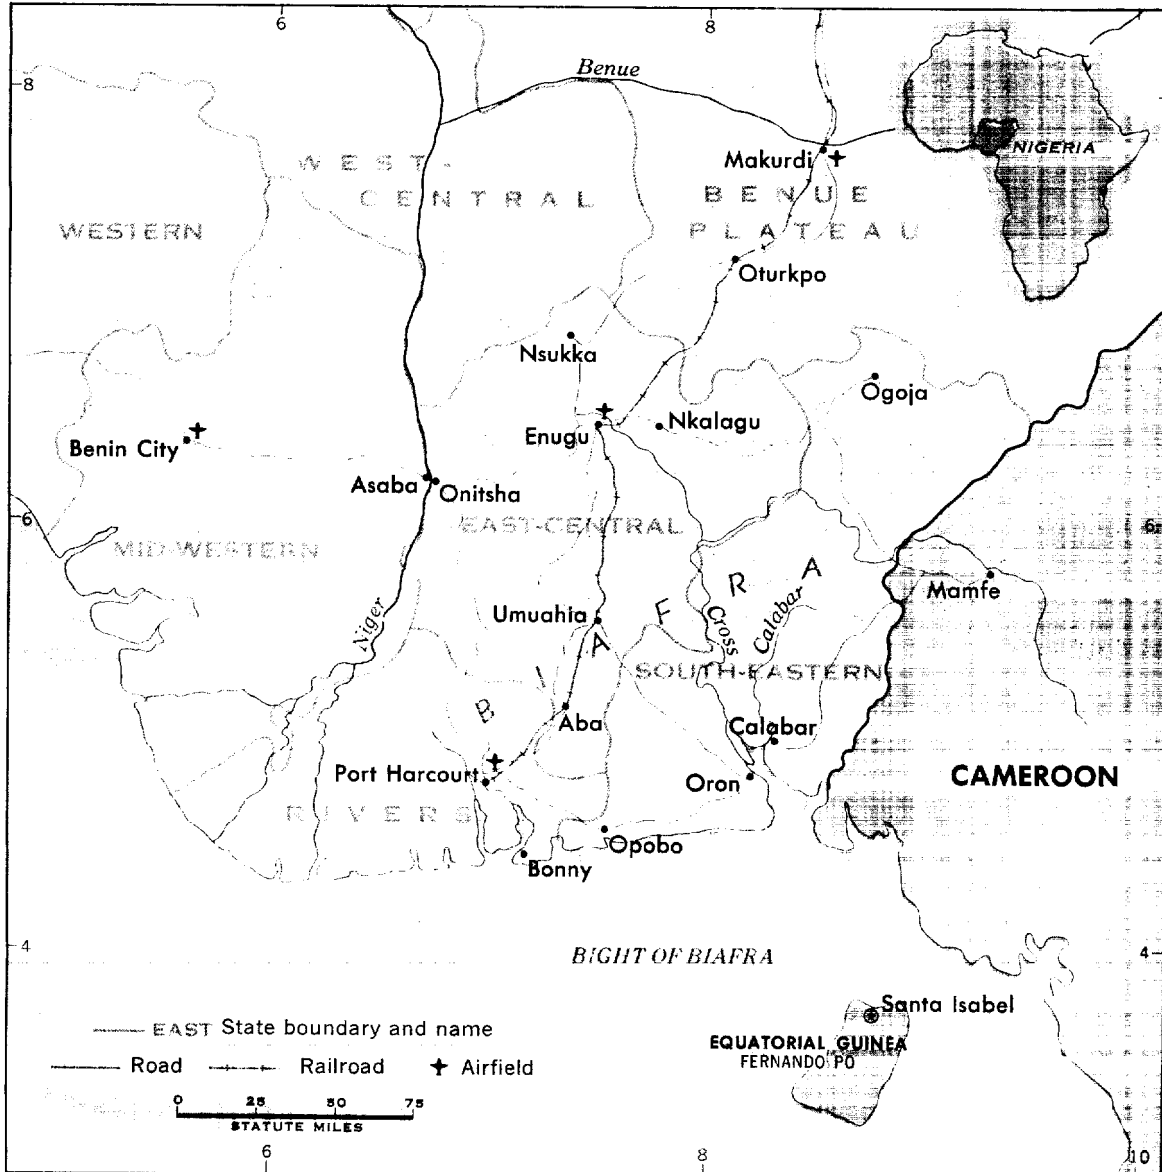 6
8
8
Benue
Makurdi
NIGERIA
WEST-
CENTRAL
BENUE
PLATEAU
WESTERN
Oturkpo
Nsukka
Ogoja
Enugu
Nkalagu
Benin City
Asaba
Onitsha
6
EAST-CENTRAL
6
MID-WESTERN
BIAFRA
Mamfe
Umuahia
Niger
Cross
Calabar
SOUTH-EASTERN
Aba
Calabar
Port Harcourt
Oron
CAMEROON
RIVERS
Opobo
Bonny
4
BIGHT OF BIAFRA
4
Santa Isabel
EQUATORIAL GUINEA
FERNANDO PO
EAST State boundary and name
Road Railroad Airfield
0 25 50 75
STATUTE MILES
6
8
10